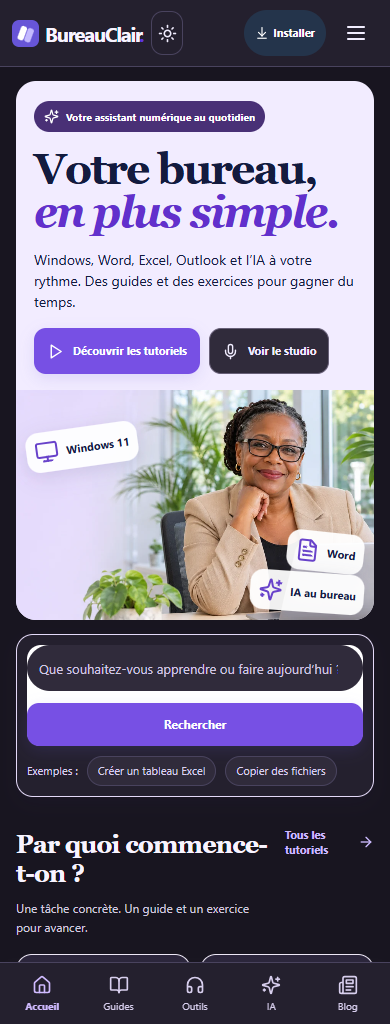 BureauClair
Installer
Votre assistant numérique au quotidien
Votre bureau,
en plus simple.
Windows, Word, Excel, Outlook et l’IA à votre
rythme. Des guides et des exercices pour gagner du
temps.
Découvrir les tutoriels
Voir le studio
Windows 11
Word
IA au bureau
Que souhaitez-vous apprendre ou faire aujourd’hui ?
Rechercher
Exemples :
Créer un tableau Excel
Copier des fichiers
Par quoi commence-
t-on ?
Tous les
tutoriels
Une tâche concrète. Un guide et un exercice
pour avancer.
Accueil
Guides
Outils
IA
Blog